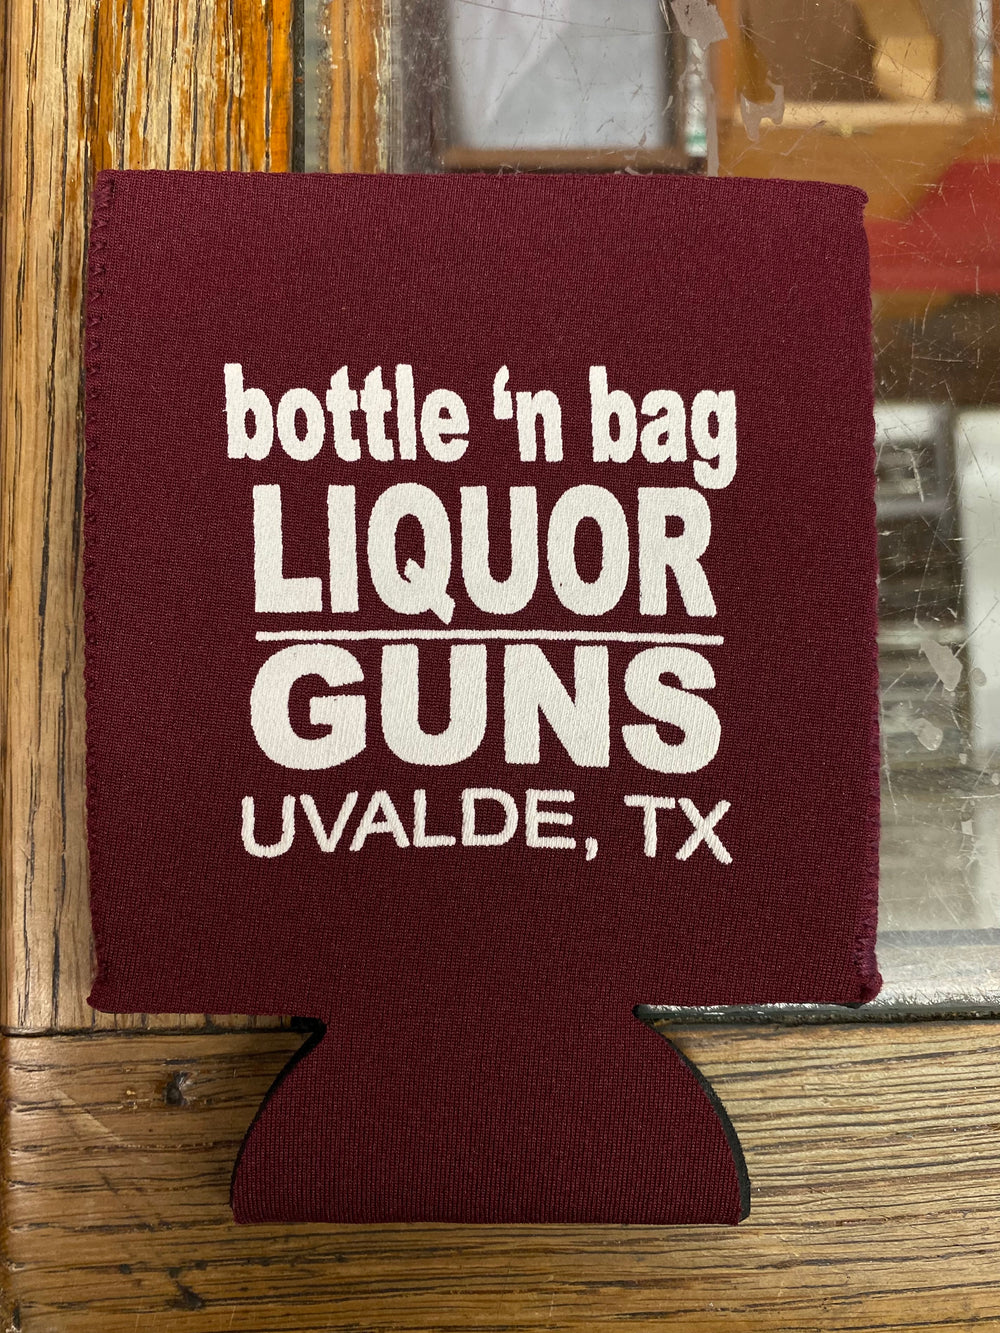 bottle ‘n bag
LIQUOR
GUNS
UVALDE, TX